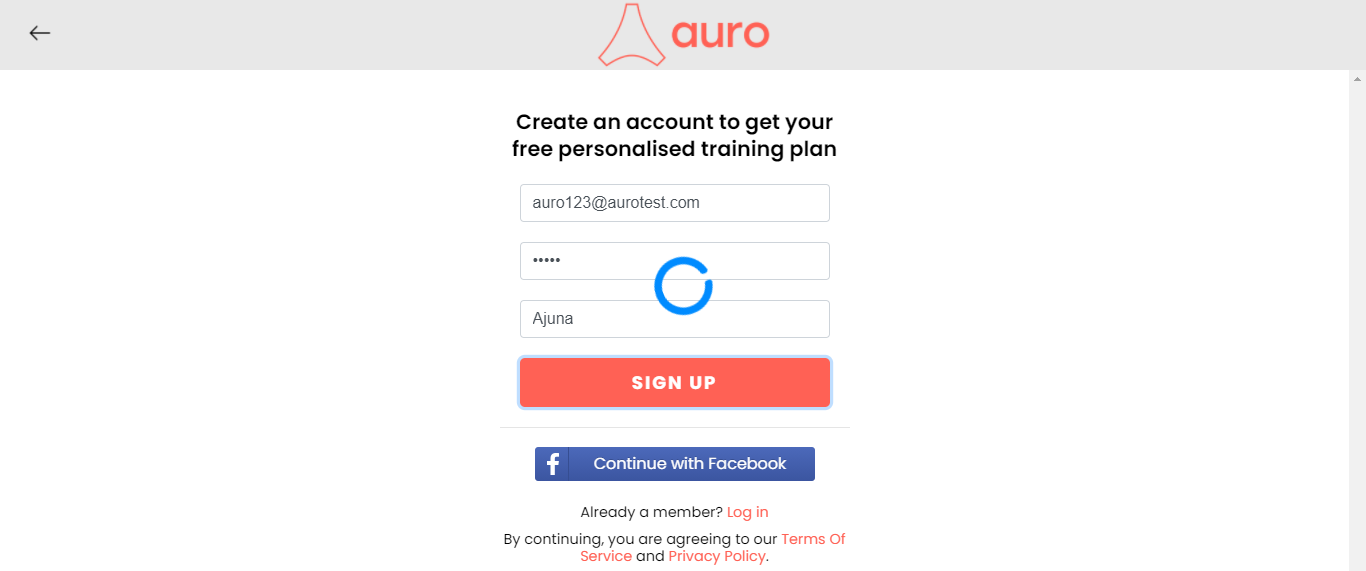 auro
Create an account to get your
free personalised training plan
auro123@aurotest.com
•••••
Ajuna
SIGN UP
f Continue with Facebook
Already a member? Log in
By continuing, you are agreeing to our Terms Of
Service and Privacy Policy.